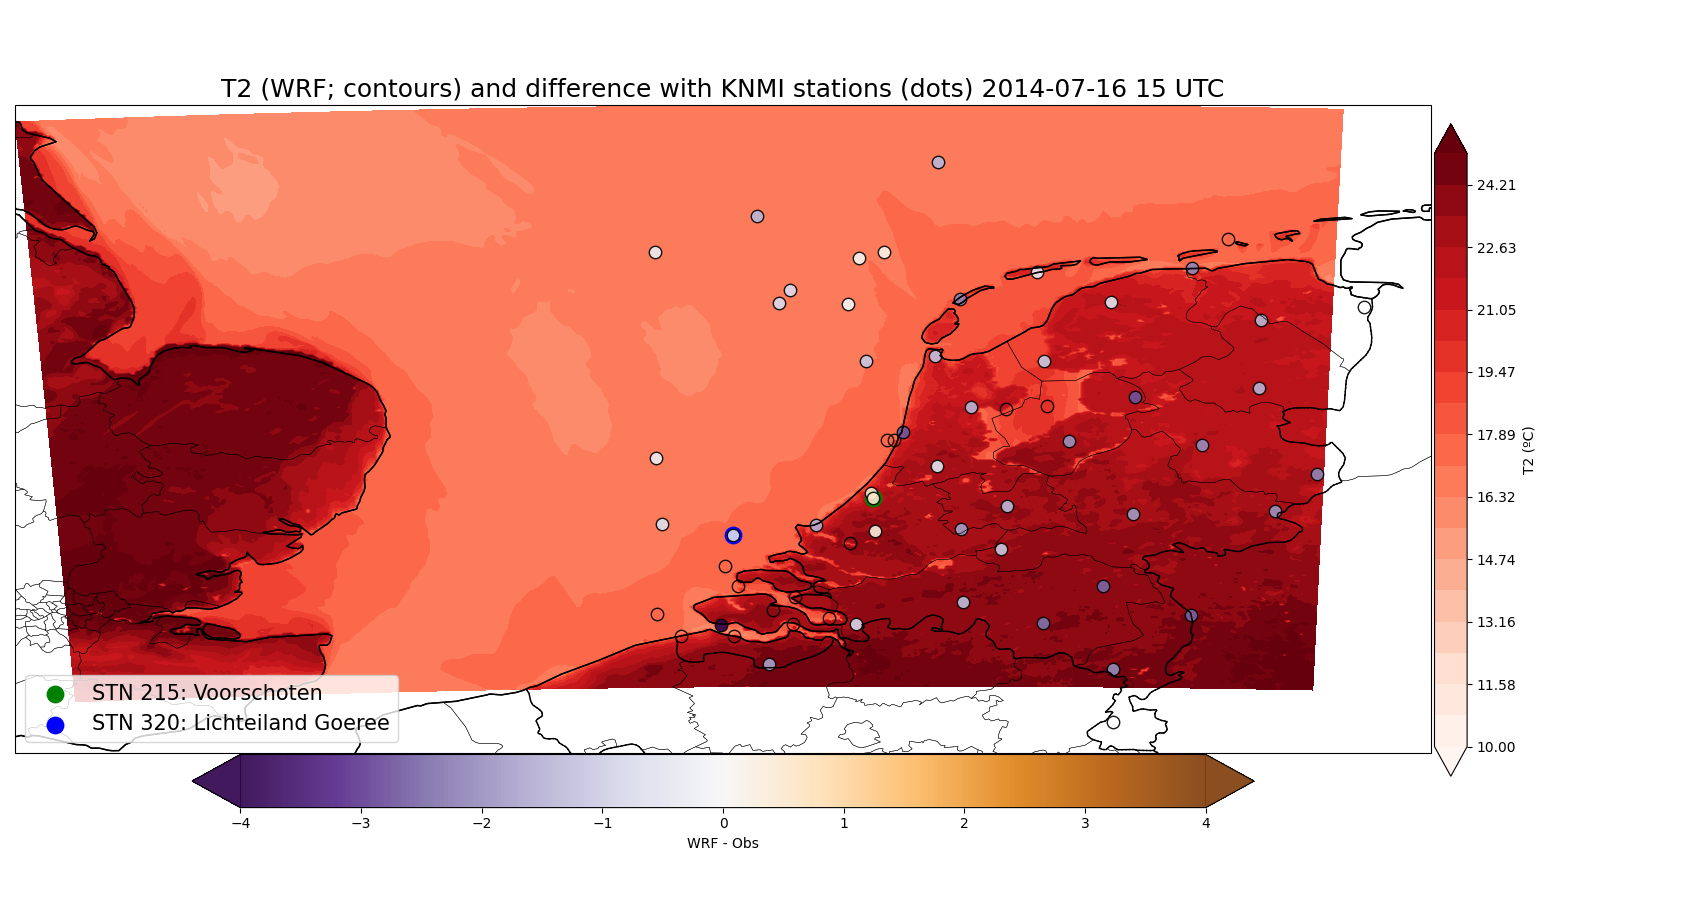 T2 (WRF; contours) and difference with KNMI stations (dots) 2014-07-16 15 UTC
24.21
22.63
21.05
19.47
17.89
16.32
14.74
13.16
11.58
10.00
T2 (ºC)
STN 215: Voorschoten
STN 320: Lichteiland Goeree
−4 −3 −2 −1 0 1 2 3 4
WRF - Obs